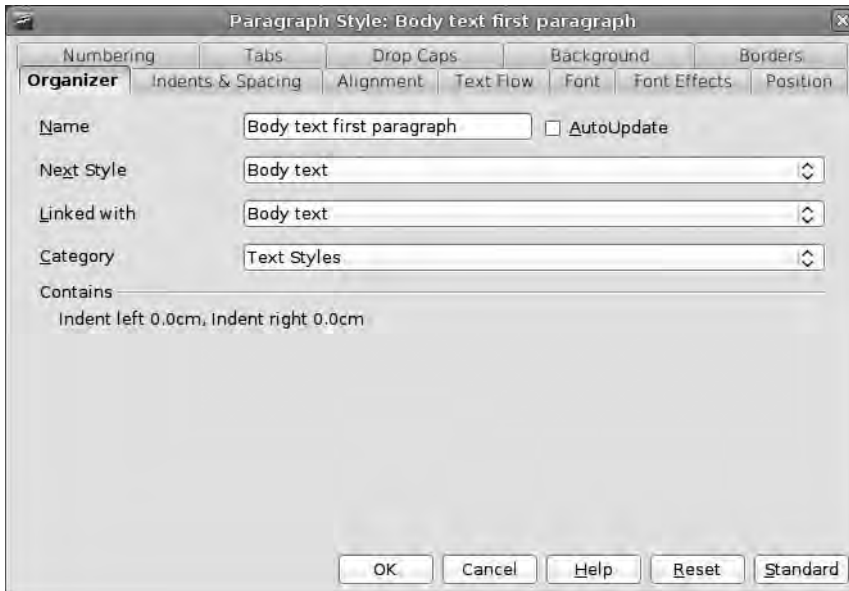 Paragraph Style: Body text first paragraph
Numbering Tabs Drop Caps Background Borders
Organizer Indents & Spacing Alignment Text Flow Font Font Effects Position
Name Body text first paragraph AutoUpdate
Next Style Body text
Linked with Body text
Category Text Styles
Contains
Indent left 0.0cm, Indent right 0.0cm
OK Cancel Help Reset Standard